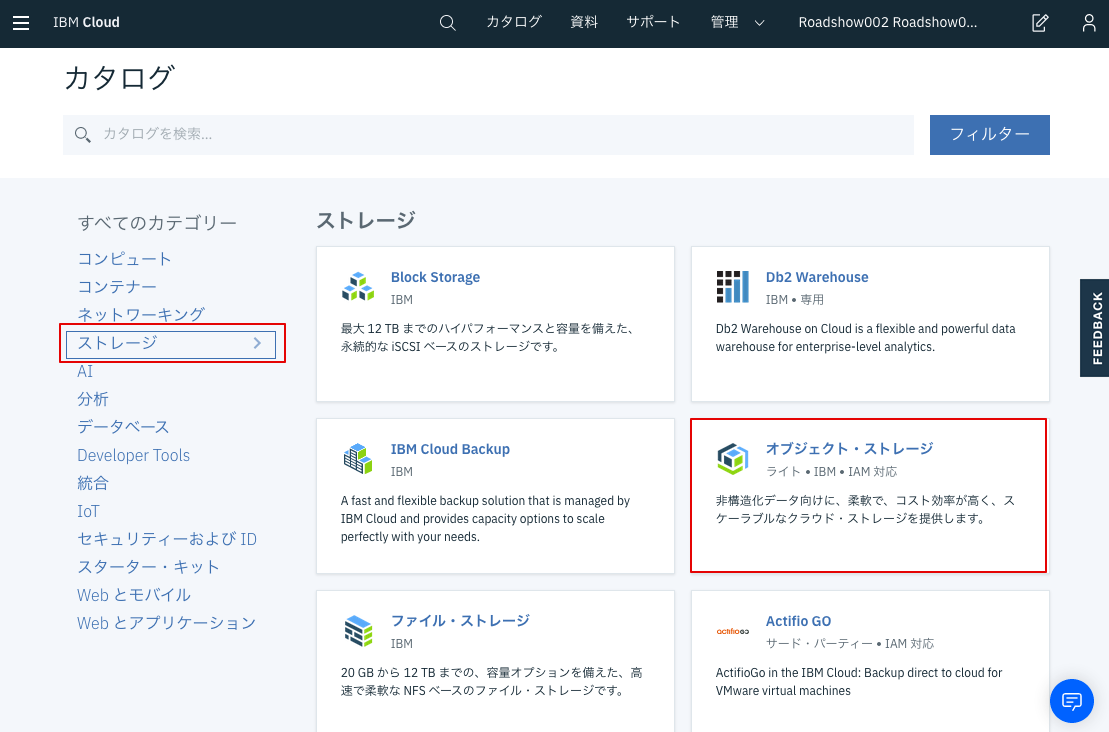 IBM Cloud
カタログ
資料
サポート
管理
Roadshow002 Roadshow0...
カタログ
カタログを検索...
フィルター
すべてのカテゴリー
コンピュート
コンテナー
ネットワーキング
ストレージ
AI
分析
データベース
Developer Tools
統合
IoT
セキュリティーおよび ID
スターター・キット
Web とモバイル
Web とアプリケーション
ストレージ
Block Storage
IBM
最大 12 TB までのハイパフォーマンスと容量を備えた、
永続的な iSCSI ベースのストレージです。
Db2 Warehouse
IBM • 専用
Db2 Warehouse on Cloud is a flexible and powerful data
warehouse for enterprise-level analytics.
IBM Cloud Backup
IBM
A fast and flexible backup solution that is managed by
IBM Cloud and provides capacity options to scale
perfectly with your needs.
オブジェクト・ストレージ
ライト • IBM • IAM 対応
非構造化データ向けに、柔軟で、コスト効率が高く、ス
ケーラブルなクラウド・ストレージを提供します。
ファイル・ストレージ
IBM
20 GB から 12 TB までの、容量オプションを備えた、高
速で柔軟な NFS ベースのファイル・ストレージです。
actifio GO
Actifio GO
サード・パーティー • IAM 対応
ActifioGo in the IBM Cloud: Backup direct to cloud for
VMware virtual machines
FEEDBACK